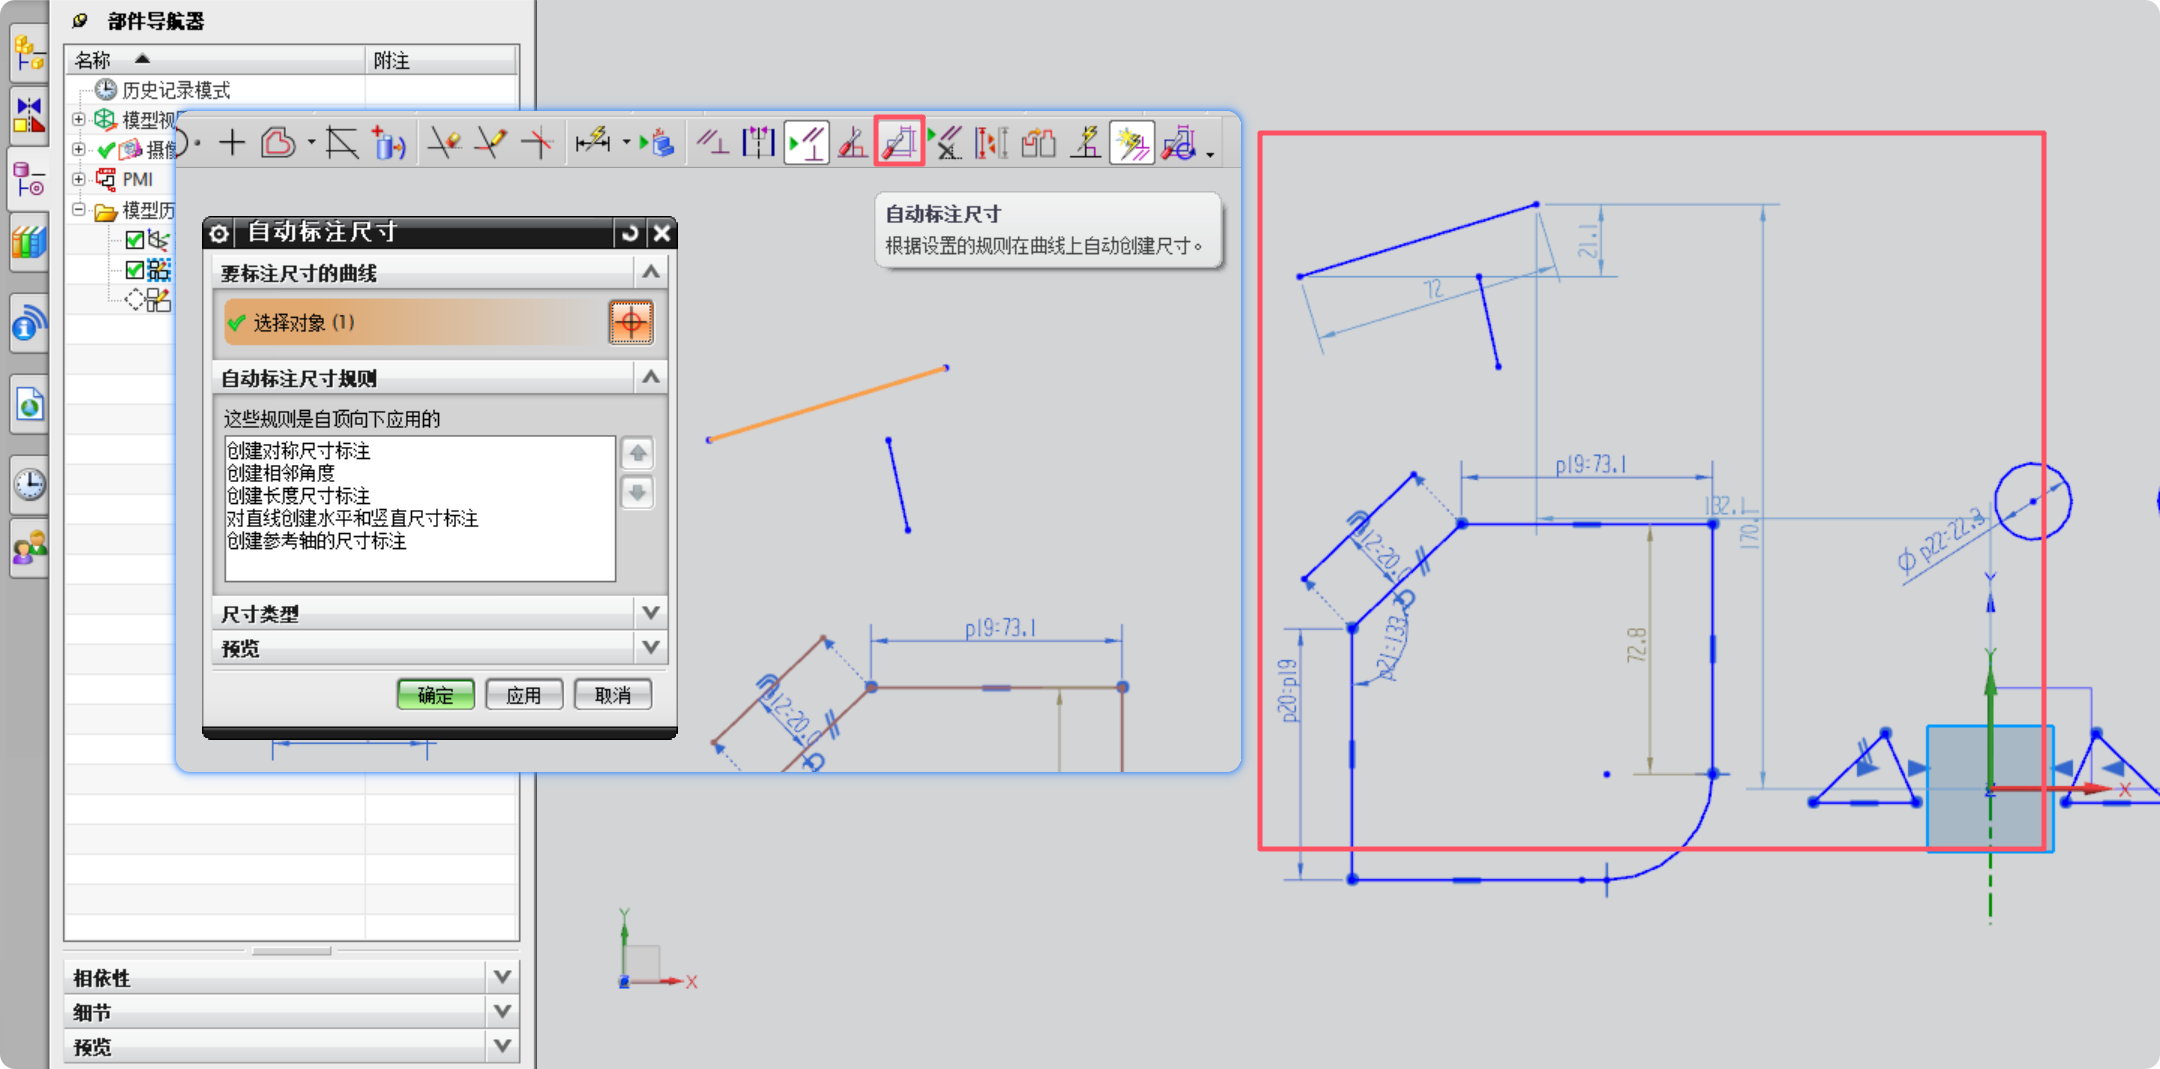 部件导航器
名称 附注
历史记录模式
模型视
摄像
PMI
模型历
自动标注尺寸
根据设置的规则在曲线上自动创建尺寸。
自动标注尺寸
要标注尺寸的曲线
选择对象 (1)
自动标注尺寸规则
这些规则是自顶向下应用的
创建对称尺寸标注
创建相邻角度
创建长度尺寸标注
对直线创建水平和竖直尺寸标注
创建参考轴的尺寸标注
尺寸类型
预览
确定 应用 取消
p19=73.1
p12=20.0
21.1
72
p19=73.1
132.1
170.1
p12=20.0
p21=133.
72.8
p20=p19
Φ p22=22.3
Y
Y
X
Z
Y
X
Z
相依性
细节
预览